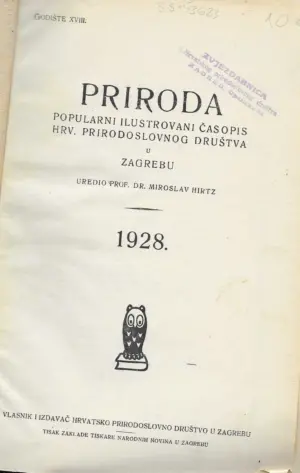 GODIŠTE XVIII.
PRIRODA
POPULARNI ILUSTROVANI ČASOPIS
HRV. PRIRODOSLOVNOG DRUŠTVA
U
ZAGREBU
UREDIO PROF. DR. MIROSLAV HIRTZ
1928.
VLASNIK I IZDAVAČ HRVATSKO PRIRODOSLOVNO DRUŠTVO U ZAGREBU
TISAK ZAKLADE TISKARE NARODNIH NOVINA U ZAGREBU
ZVJEZDARNICA